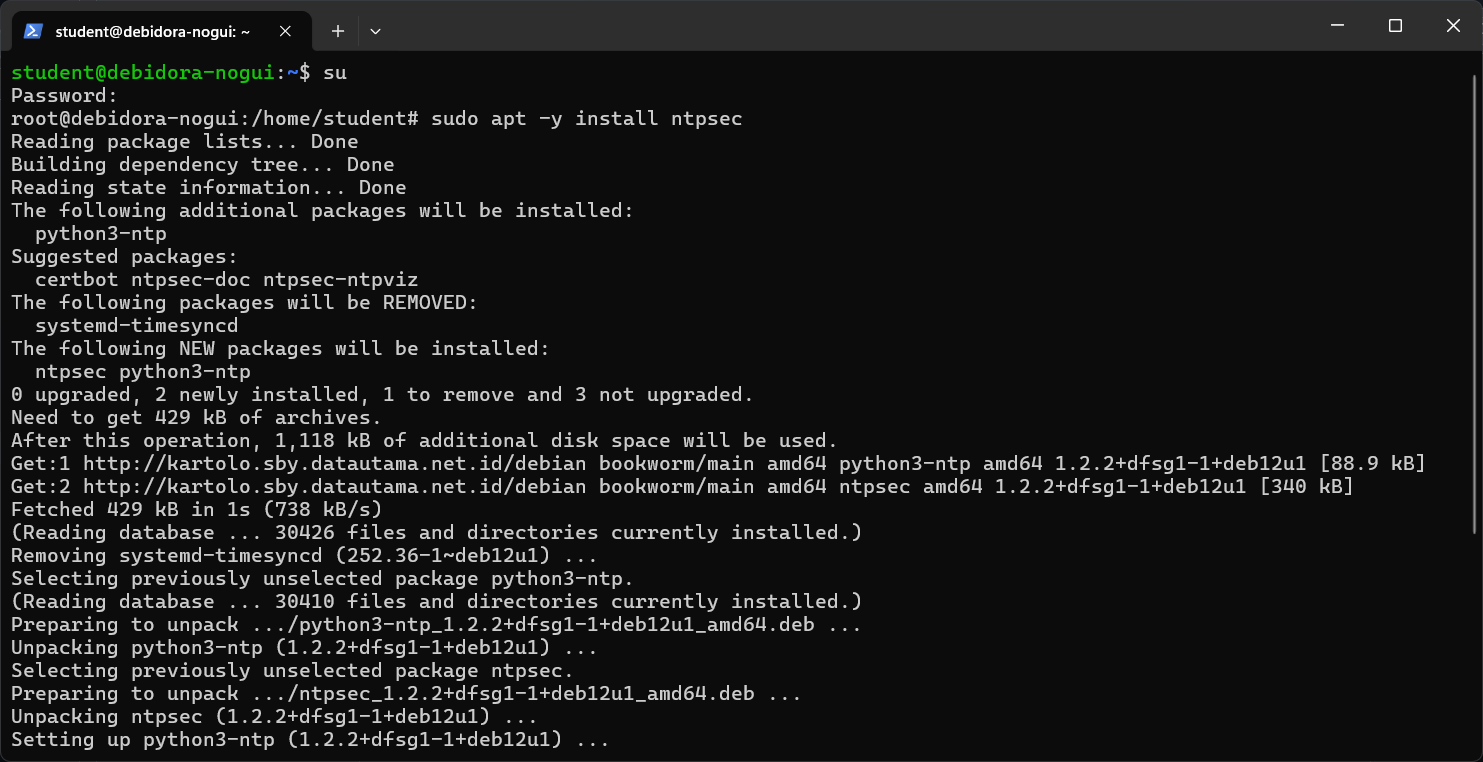 student@debidora-nogui: ~
student@debidora-nogui:~$ su
Password:
root@debidora-nogui:/home/student# sudo apt -y install ntpsec
Reading package lists... Done
Building dependency tree... Done
Reading state information... Done
The following additional packages will be installed:
  python3-ntp
Suggested packages:
  certbot ntpsec-doc ntpsec-ntpviz
The following packages will be REMOVED:
  systemd-timesyncd
The following NEW packages will be installed:
  ntpsec python3-ntp
0 upgraded, 2 newly installed, 1 to remove and 3 not upgraded.
Need to get 429 kB of archives.
After this operation, 1,118 kB of additional disk space will be used.
Get:1 http://kartolo.sby.datautama.net.id/debian bookworm/main amd64 python3-ntp amd64 1.2.2+dfsg1-1+deb12u1 [88.9 kB]
Get:2 http://kartolo.sby.datautama.net.id/debian bookworm/main amd64 ntpsec amd64 1.2.2+dfsg1-1+deb12u1 [340 kB]
Fetched 429 kB in 1s (738 kB/s)
(Reading database ... 30426 files and directories currently installed.)
Removing systemd-timesyncd (252.36-1~deb12u1) ...
Selecting previously unselected package python3-ntp.
(Reading database ... 30410 files and directories currently installed.)
Preparing to unpack .../python3-ntp_1.2.2+dfsg1-1+deb12u1_amd64.deb ...
Unpacking python3-ntp (1.2.2+dfsg1-1+deb12u1) ...
Selecting previously unselected package ntpsec.
Preparing to unpack .../ntpsec_1.2.2+dfsg1-1+deb12u1_amd64.deb ...
Unpacking ntpsec (1.2.2+dfsg1-1+deb12u1) ...
Setting up python3-ntp (1.2.2+dfsg1-1+deb12u1) ...